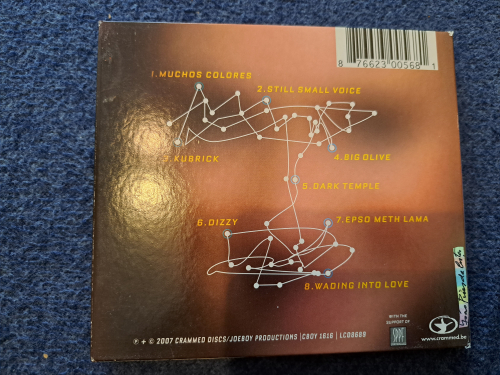 8 76623 00568 1
1.MUCHOS COLORES
2.STILL SMALL VOICE
3.KUBRICK
4.BIG OLIVE
5.DARK TEMPLE
6.DIZZY
7.EPSO METH LAMA
8.WADING INTO LOVE
WITH THE
SUPPORT OF
℗ + © 2007 CRAMMED DISCS/JOEBOY PRODUCTIONS |CBOY 1616 | LC08689
www.crammed.be